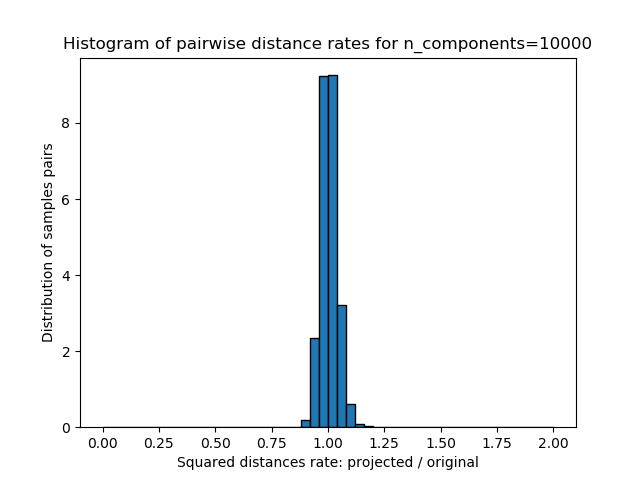 Histogram of pairwise distance rates for n_components=10000
Distribution of samples pairs
8
6
4
2
0
0.00 0.25 0.50 0.75 1.00 1.25 1.50 1.75 2.00
Squared distances rate: projected / original